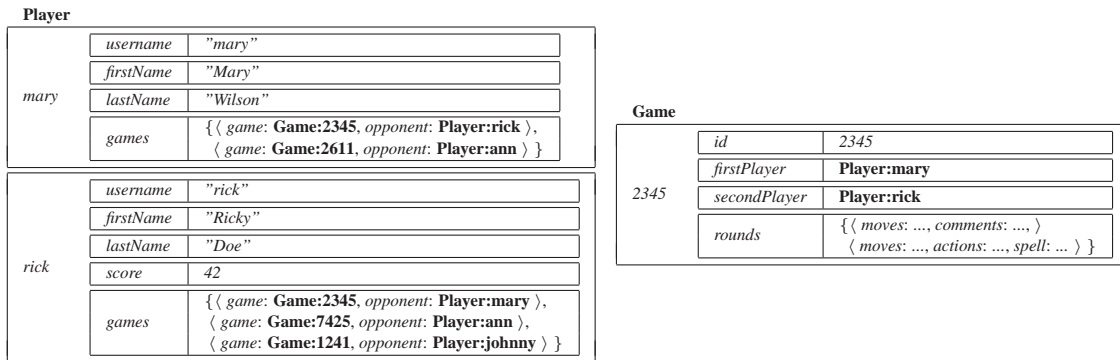 Player
mary
username ”mary”
firstName ”Mary”
lastName ”Wilson”
games {⟨ game: Game:2345, opponent: Player:rick ⟩,
⟨ game: Game:2611, opponent: Player:ann ⟩ }
rick
username ”rick”
firstName ”Ricky”
lastName ”Doe”
score 42
games {⟨ game: Game:2345, opponent: Player:mary ⟩,
⟨ game: Game:7425, opponent: Player:ann ⟩,
⟨ game: Game:1241, opponent: Player:johnny ⟩ }
Game
2345
id 2345
firstPlayer Player:mary
secondPlayer Player:rick
rounds {⟨ moves: ..., comments: ..., ⟩
⟨ moves: ..., actions: ..., spell: ... ⟩ }